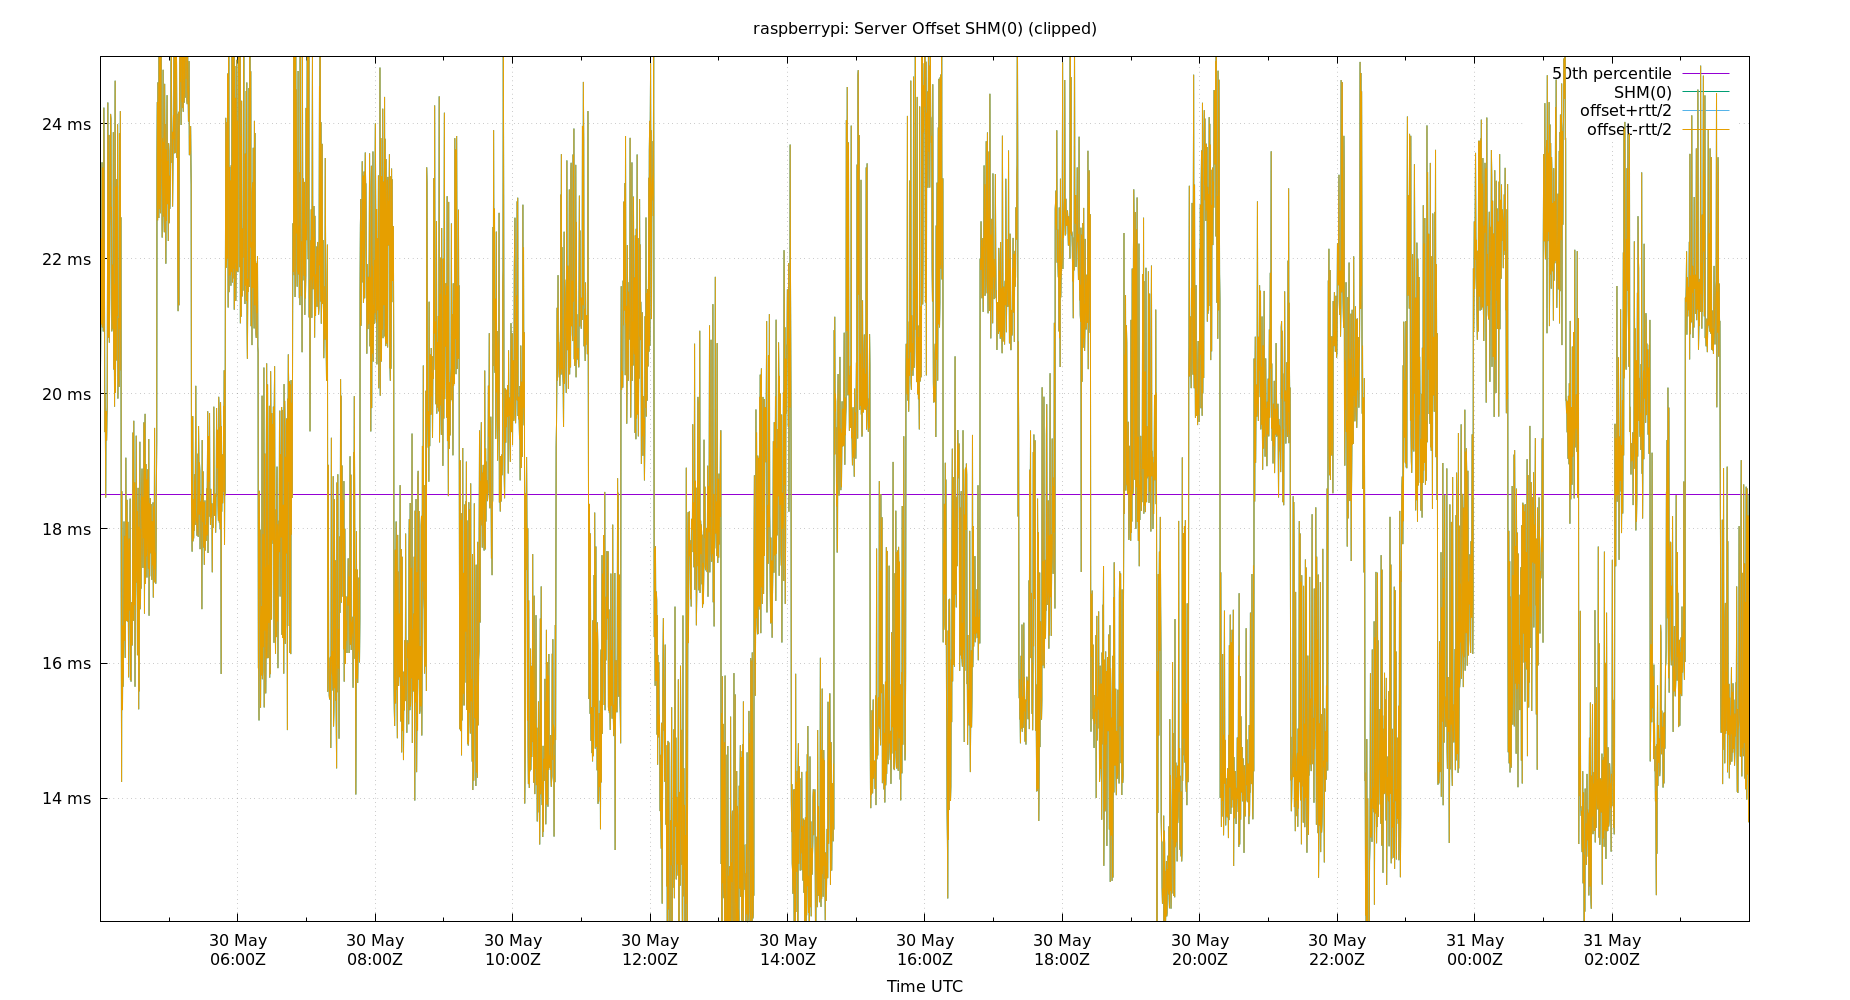 raspberrypi: Server Offset SHM(0) (clipped)
50th percentile
SHM(0)
offset+rtt/2
offset-rtt/2
24 ms
22 ms
20 ms
18 ms
16 ms
14 ms
30 May 30 May 30 May 30 May 30 May 30 May 30 May 30 May 30 May 31 May 31 May
06:00Z 08:00Z 10:00Z 12:00Z 14:00Z 16:00Z 18:00Z 20:00Z 22:00Z 00:00Z 02:00Z
Time UTC